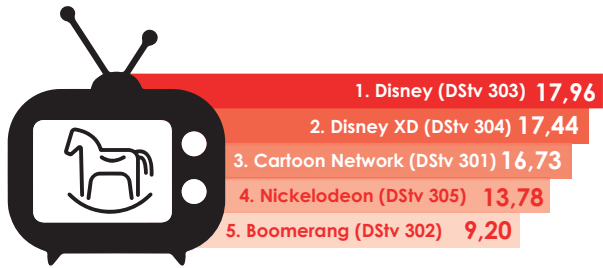 1. Disney (DStv 303) 17,96
2. Disney XD (DStv 304) 17,44
3. Cartoon Network (DStv 301) 16,73
4. Nickelodeon (DStv 305) 13,78
5. Boomerang (DStv 302) 9,20